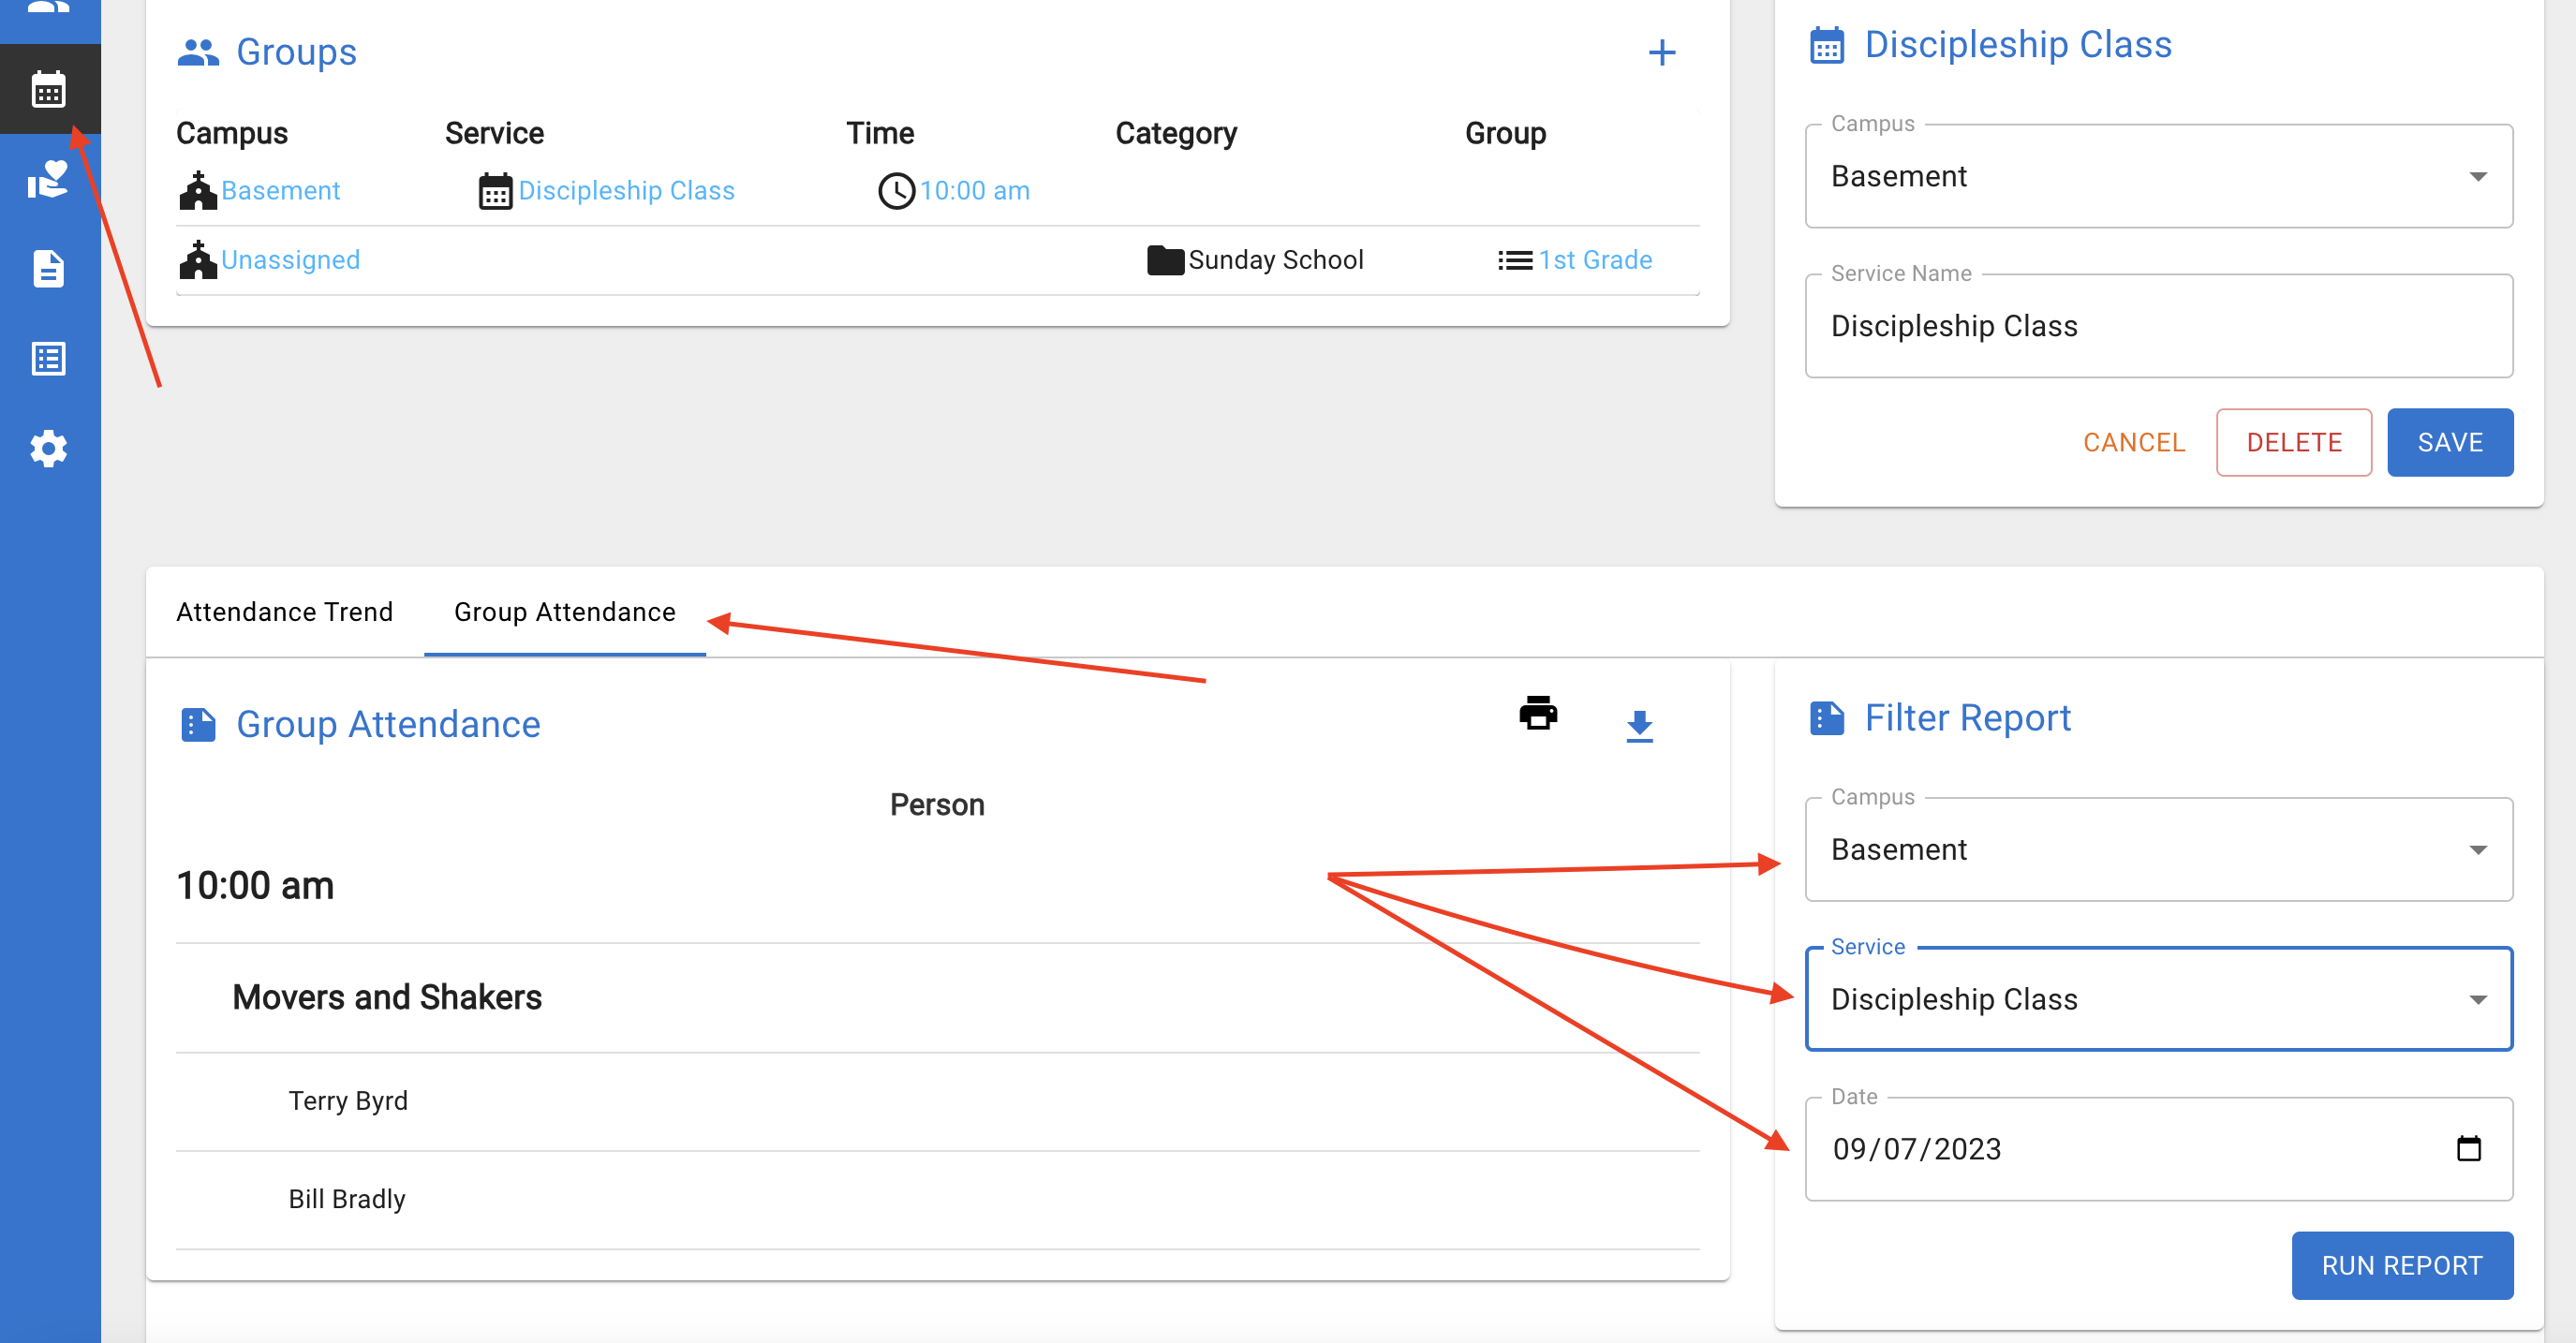 Groups
Campus Service Time Category Group
Basement Discipleship Class 10:00 am
Unassigned Sunday School 1st Grade
Discipleship Class
Campus
Basement
Service Name
Discipleship Class
CANCEL DELETE SAVE
Attendance Trend Group Attendance
Group Attendance
Person
10:00 am
Movers and Shakers
Terry Byrd
Bill Bradly
Filter Report
Campus
Basement
Service
Discipleship Class
Date
09/07/2023
RUN REPORT